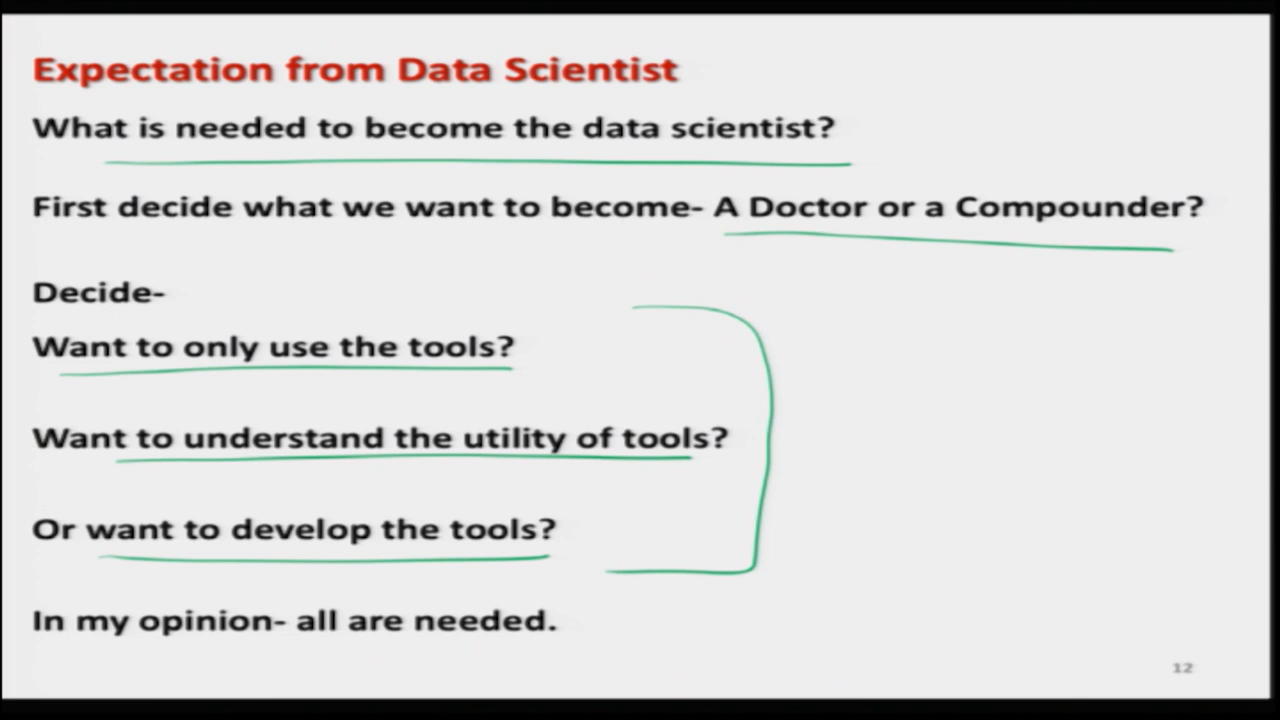 Expectation from Data Scientist
What is needed to become the data scientist?
First decide what we want to become- A Doctor or a Compounder?
Decide-
Want to only use the tools?
Want to understand the utility of tools?
Or want to develop the tools?
In my opinion- all are needed.
12